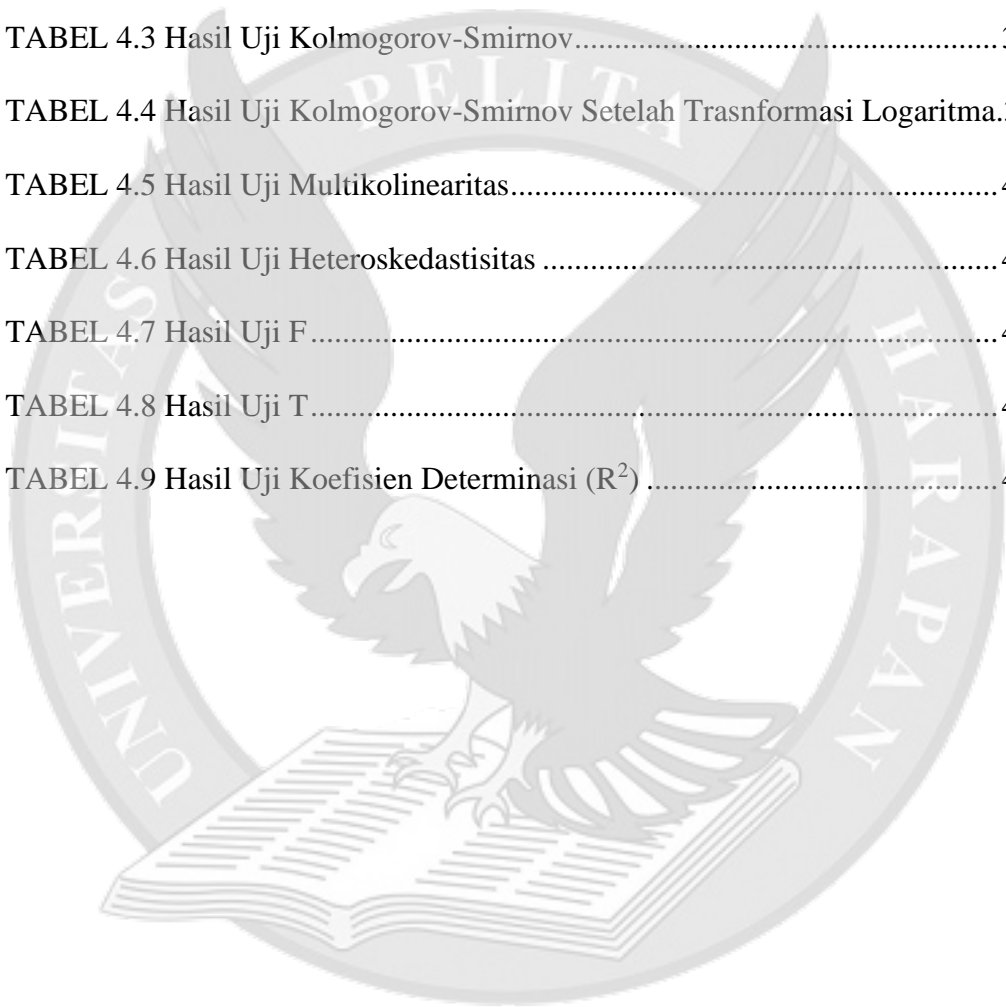 TABEL 4.3 Hasil Uji Kolmogorov-Smirnov
TABEL 4.4 Hasil Uji Kolmogorov-Smirnov Setelah Trasnformasi Logaritma
TABEL 4.5 Hasil Uji Multikolinearitas
TABEL 4.6 Hasil Uji Heteroskedastisitas
TABEL 4.7 Hasil Uji F
TABEL 4.8 Hasil Uji T
TABEL 4.9 Hasil Uji Koefisien Determinasi (R²)
UNIVERSITAS PELITA HARAPAN